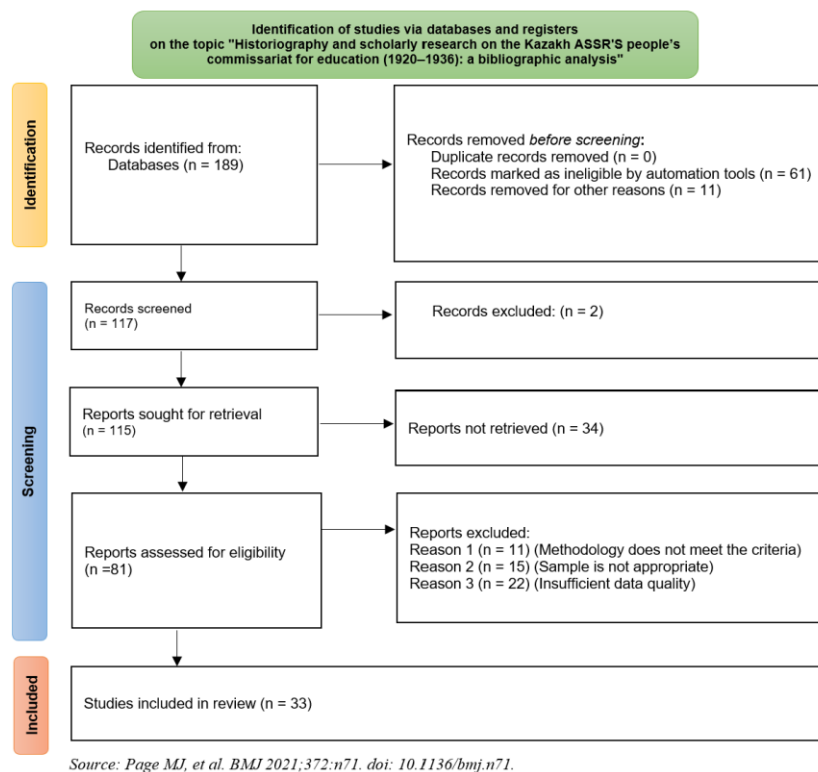 Identification of studies via databases and registers
on the topic "Historiography and scholarly research on the Kazakh ASSR'S people's
commissariat for education (1920–1936): a bibliographic analysis"
Identification
Records identified from:
Databases (n = 189)
Records removed before screening:
Duplicate records removed (n = 0)
Records marked as ineligible by automation tools (n = 61)
Records removed for other reasons (n = 11)
Screening
Records screened
(n = 117)
Records excluded: (n = 2)
Reports sought for retrieval
(n = 115)
Reports not retrieved (n = 34)
Reports assessed for eligibility
(n =81)
Reports excluded:
Reason 1 (n = 11) (Methodology does not meet the criteria)
Reason 2 (n = 15) (Sample is not appropriate)
Reason 3 (n = 22) (Insufficient data quality)
Included
Studies included in review (n = 33)
Source: Page MJ, et al. BMJ 2021;372:n71. doi: 10.1136/bmj.n71.